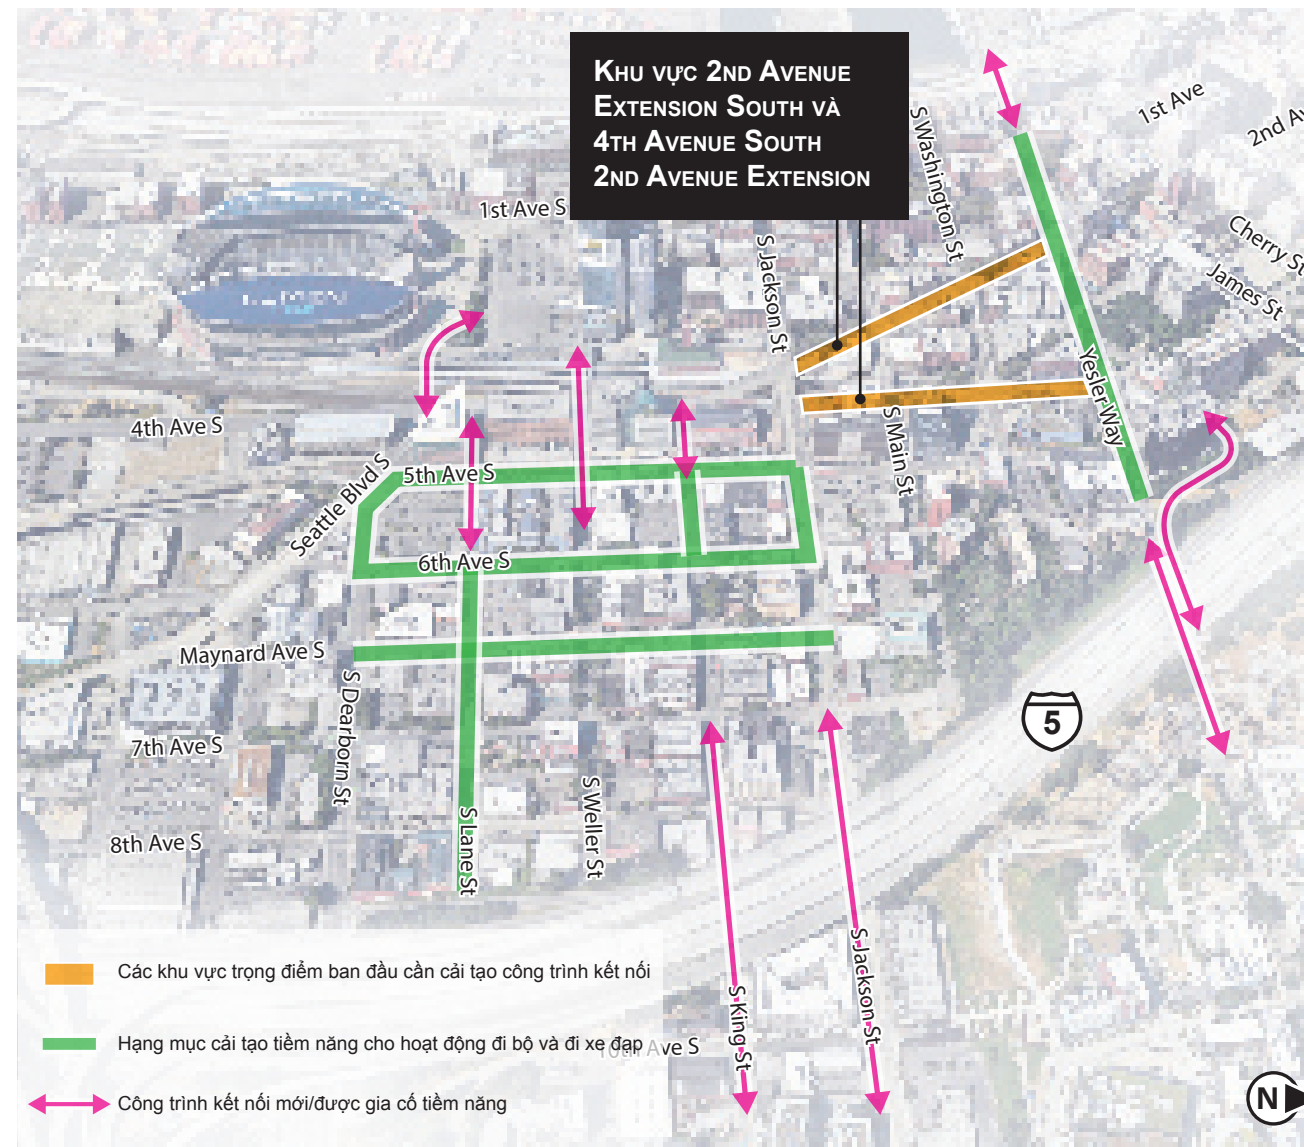 KHU VỰC 2ND AVENUE
EXTENSION SOUTH VÀ
4TH AVENUE SOUTH
2ND AVENUE EXTENSION
1st Ave
2nd Av
S Washington St
1st Ave S
Cherry St
James St
S Jackson St
Yesler Way
4th Ave S
S Main St
Seattle Blvd S
5th Ave S
6th Ave S
Maynard Ave S
S Dearborn St
5
7th Ave S
S Weller St
S Lane St
8th Ave S
S Jackson St
S King St
Các khu vực trọng điểm ban đầu cần cải tạo công trình kết nối
Hạng mục cải tạo tiềm năng cho hoạt động đi bộ và đi xe đạp
10th Ave S
Công trình kết nối mới/được gia cố tiềm năng
N